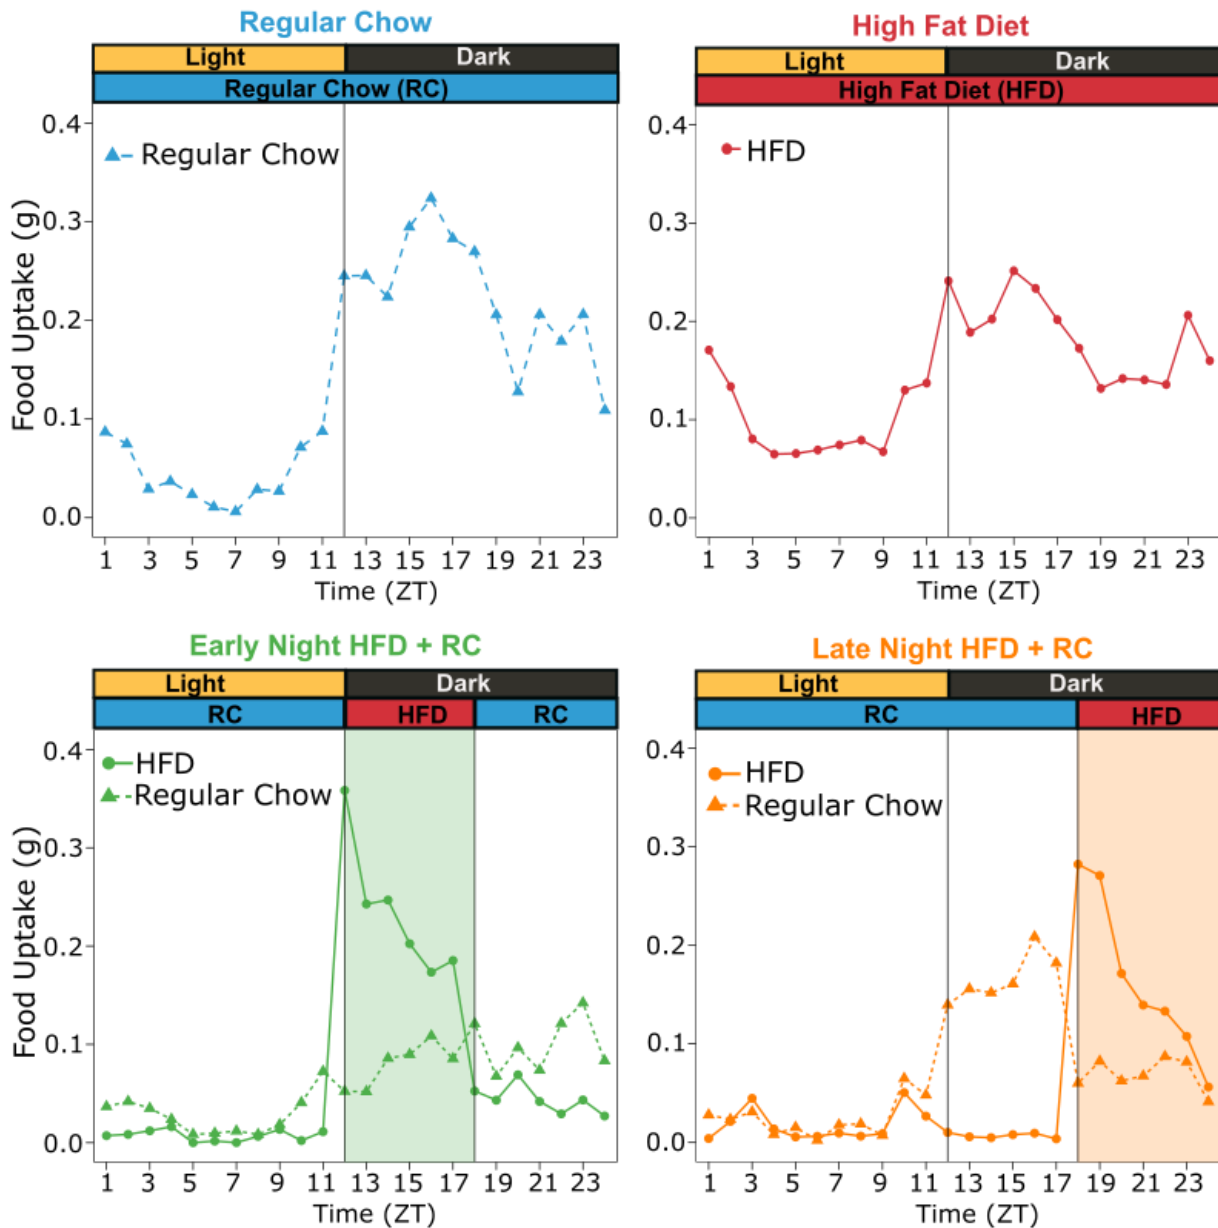 Regular Chow
Light Dark
Regular Chow (RC)
0.4
Regular Chow
0.3
0.2
0.1
0.0
Food Uptake (g)
1 3 5 7 9 11 13 15 17 19 21 23
Time (ZT)
High Fat Diet
Light Dark
High Fat Diet (HFD)
0.4
HFD
0.3
0.2
0.1
0.0
1 3 5 7 9 11 13 15 17 19 21 23
Time (ZT)
Early Night HFD + RC
Light Dark
RC HFD RC
0.4
HFD
Regular Chow
0.3
0.2
0.1
0.0
Food Uptake (g)
1 3 5 7 9 11 13 15 17 19 21 23
Time (ZT)
Late Night HFD + RC
Light Dark
RC HFD
0.4
HFD
Regular Chow
0.3
0.2
0.1
0.0
1 3 5 7 9 11 13 15 17 19 21 23
Time (ZT)